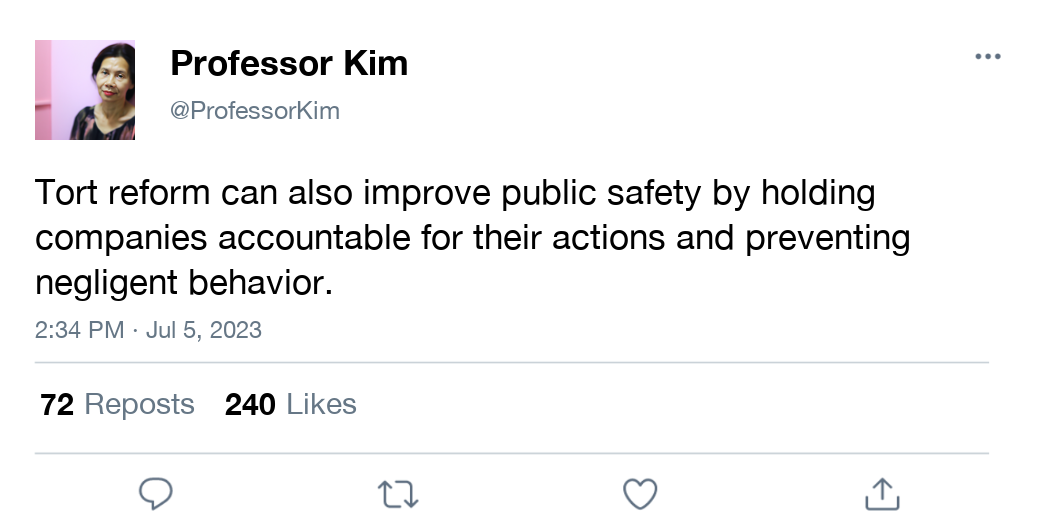 Professor Kim
@ProfessorKim
Tort reform can also improve public safety by holding
companies accountable for their actions and preventing
negligent behavior.
2:34 PM · Jul 5, 2023
72 Reposts 240 Likes